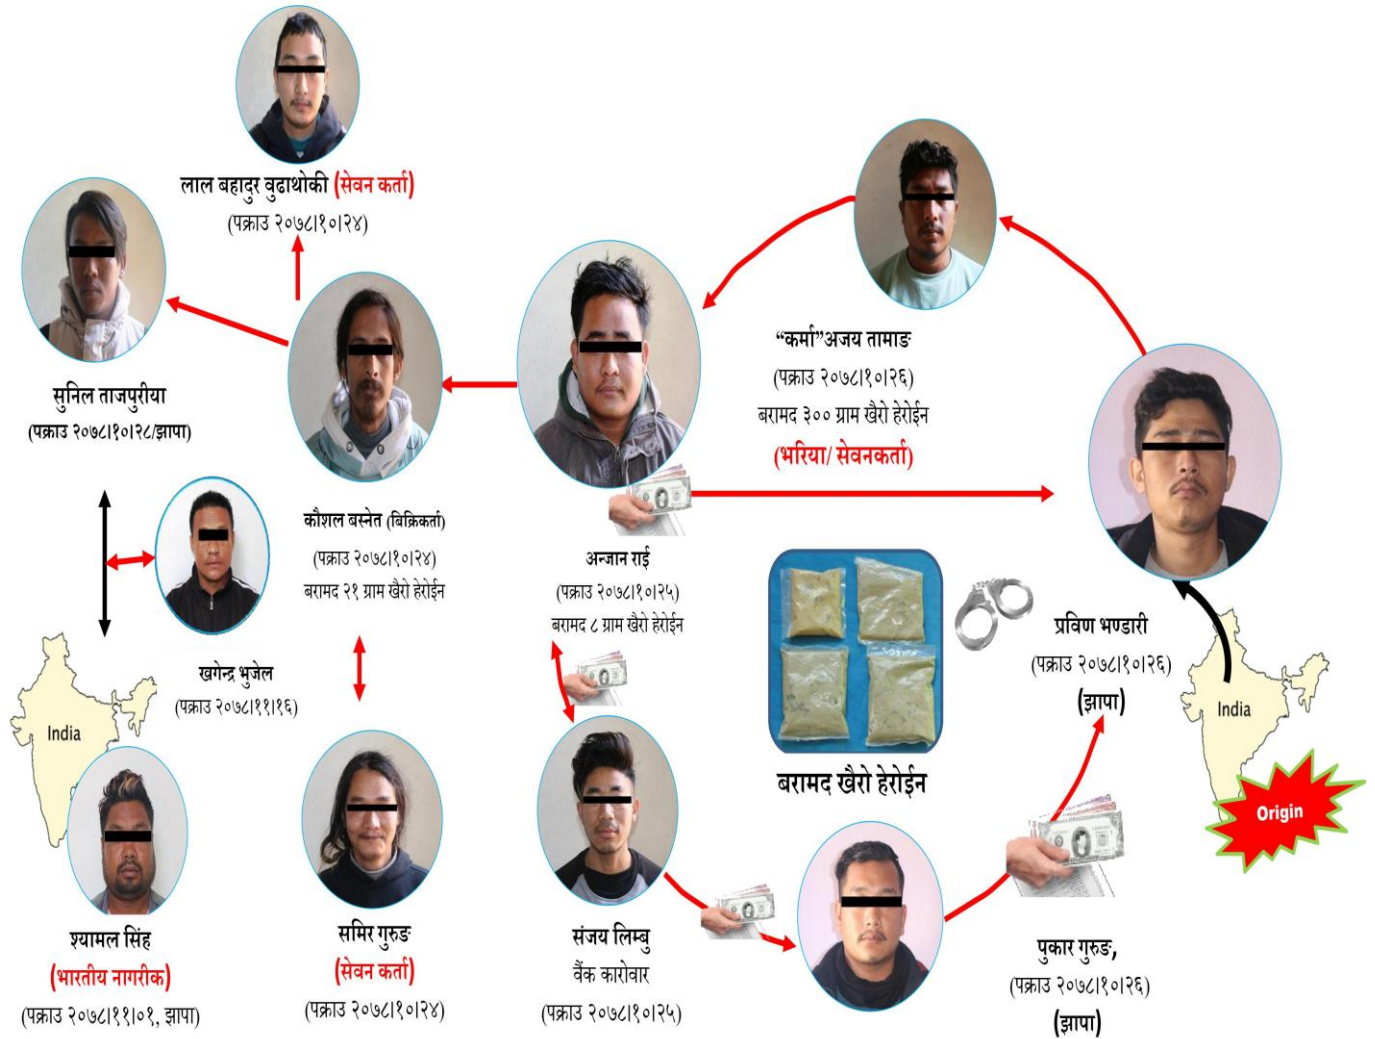 लाल बहादुर वुढाथोकी (सेवन कर्ता)
(पक्राउ २०७८।१०।२४)
सुनिल ताजपुरीया
(पक्राउ २०७८।१०।२८/झापा)
“कर्मा”अजय तामाङ
(पक्राउ २०७८।१०।२६)
बरामद ३०० ग्राम खैरो हेरोईन
(भरिया/ सेवनकर्ता)
कौशल बस्नेत (बिक्रिकर्ता)
(पक्राउ २०७८।१०।२४)
बरामद २१ ग्राम खैरो हेरोईन
अन्जान राई
(पक्राउ २०७८।१०।२५)
बरामद ८ ग्राम खैरो हेरोईन
प्रविण भण्डारी
(पक्राउ २०७८।१०।२६)
(झापा)
खगेन्द्र भुजेल
(पक्राउ २०७८।११।१६)
India
India
Origin
बरामद खैरो हेरोईन
श्यामल सिंह
(भारतीय नागरीक)
(पक्राउ २०७८।११।०१, झापा)
समिर गुरुङ
(सेवन कर्ता)
(पक्राउ २०७८।१०।२४)
संजय लिम्बु
वैंक कारोवार
(पक्राउ २०७८।१०।२५)
पुकार गुरुङ,
(पक्राउ २०७८।१०।२६)
(झापा)